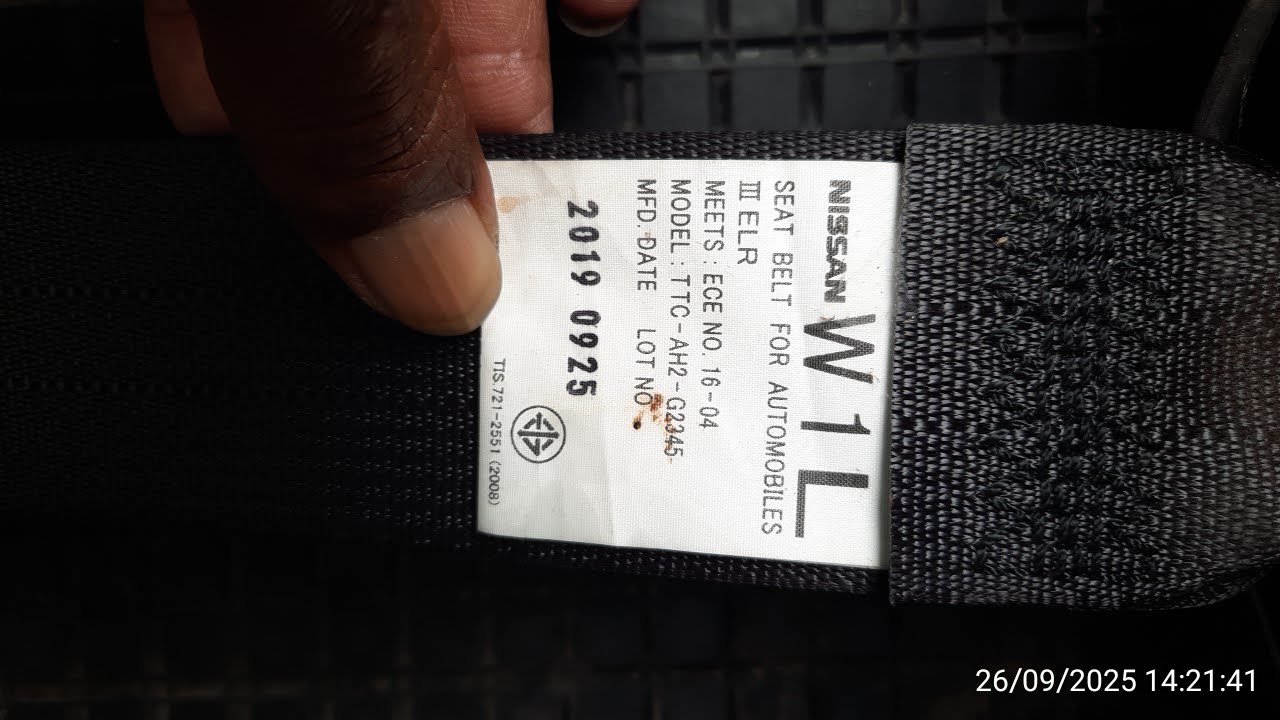 NISSAN W1L
SEAT BELT FOR AUTOMOBILES
III ELR
MEETS : ECE NO. 16-04
MODEL : TTC-AH2-G2345
MFD. DATE LOT NO.
2019 0925
TIS.721-2551 (2008)
26/09/2025 14:21:41